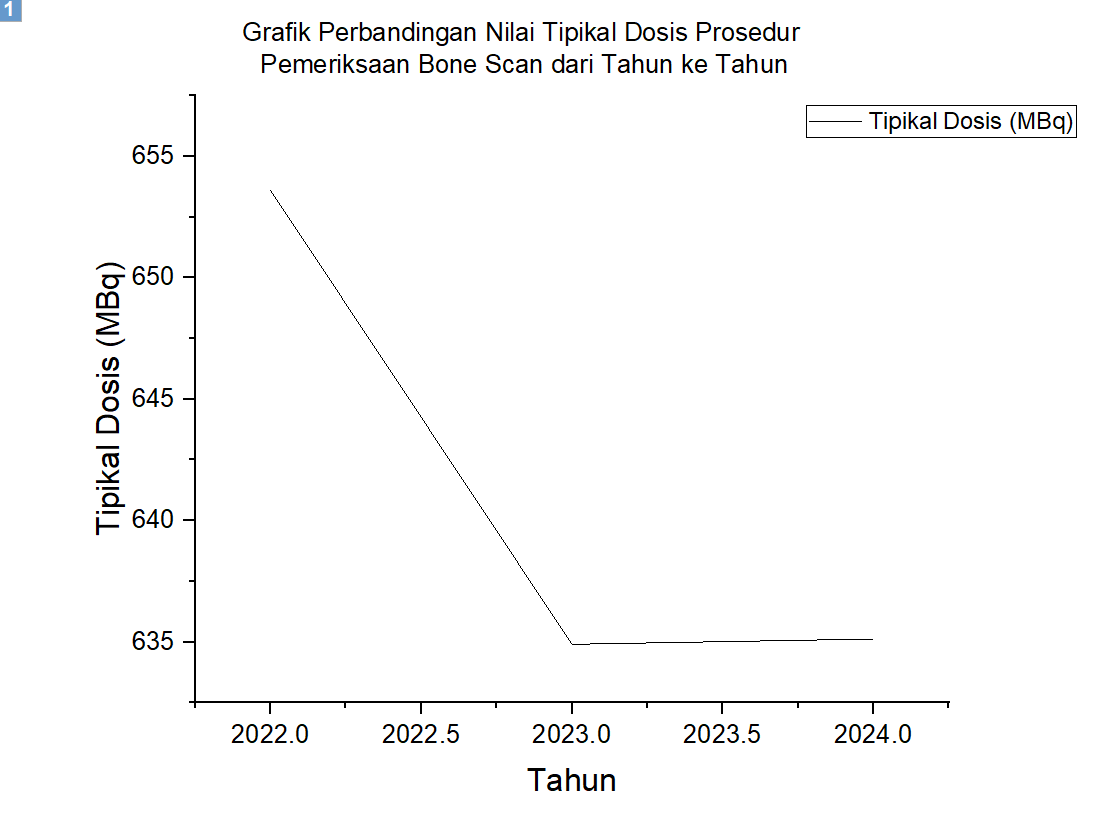 1
Grafik Perbandingan Nilai Tipikal Dosis Prosedur
Pemeriksaan Bone Scan dari Tahun ke Tahun
Tipikal Dosis (MBq)
655
650
645
640
635
Tipikal Dosis (MBq)
2022.0 2022.5 2023.0 2023.5 2024.0
Tahun